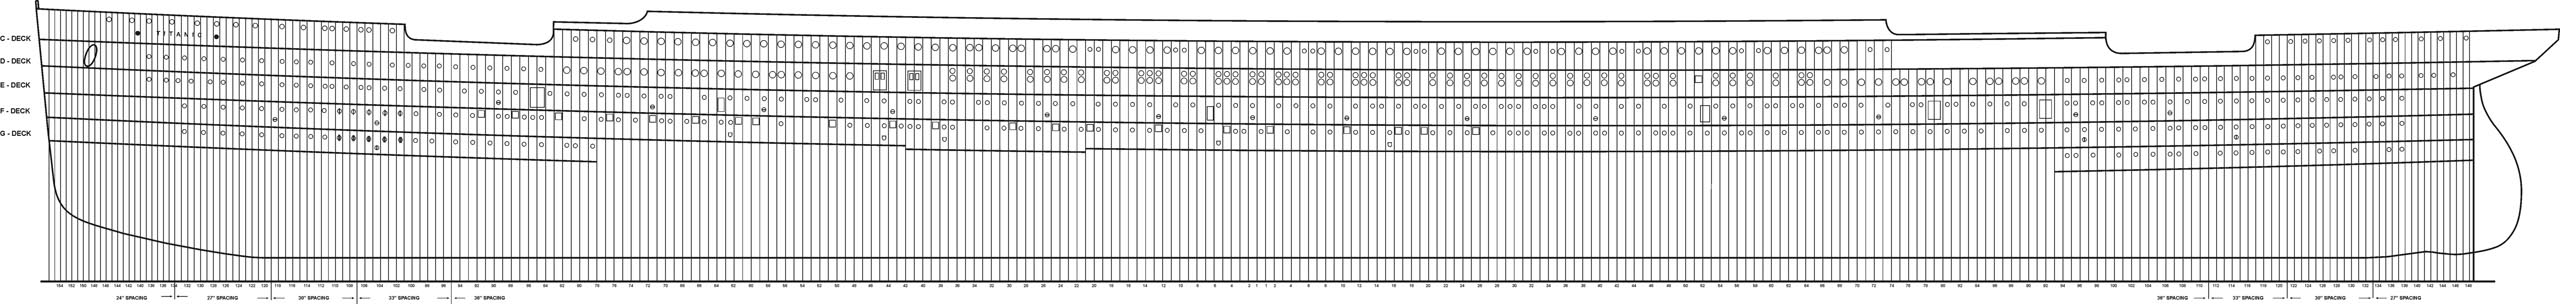 TITANIC
C - DECK
D - DECK
E - DECK
F - DECK
G - DECK
154 152 150 148 146 144 142 140 138 136 134 132 130 128 126 124 122 120 118 116 114 112 110 108 106 104 102 100 98 96 94 92 90 88 86 84 82 80 78 76 74 72 70 68 66 64 62 60 58 56 54 52 50 48 46 44 42 40 38 36 34 32 30 28 26 24 22 20 18 16 14 12 10 8 6 4 2 1 1 2 4 6 8 10 12 14 16 18 20 22 24 26 28 30 32 34 36 38 40 42 44 46 48 50 52 54 56 58 60 62 64 66 68 70 72 74 76 78 80 82 84 86 88 90 92 94 96 98 100 102 104 106 108 110 112 114 116 118 120 122 124 126 128 130 132 134 136 138 140 142 144 146 148
24" SPACING 27" SPACING 30" SPACING 33" SPACING 36" SPACING 36" SPACING 33" SPACING 30" SPACING 27" SPACING